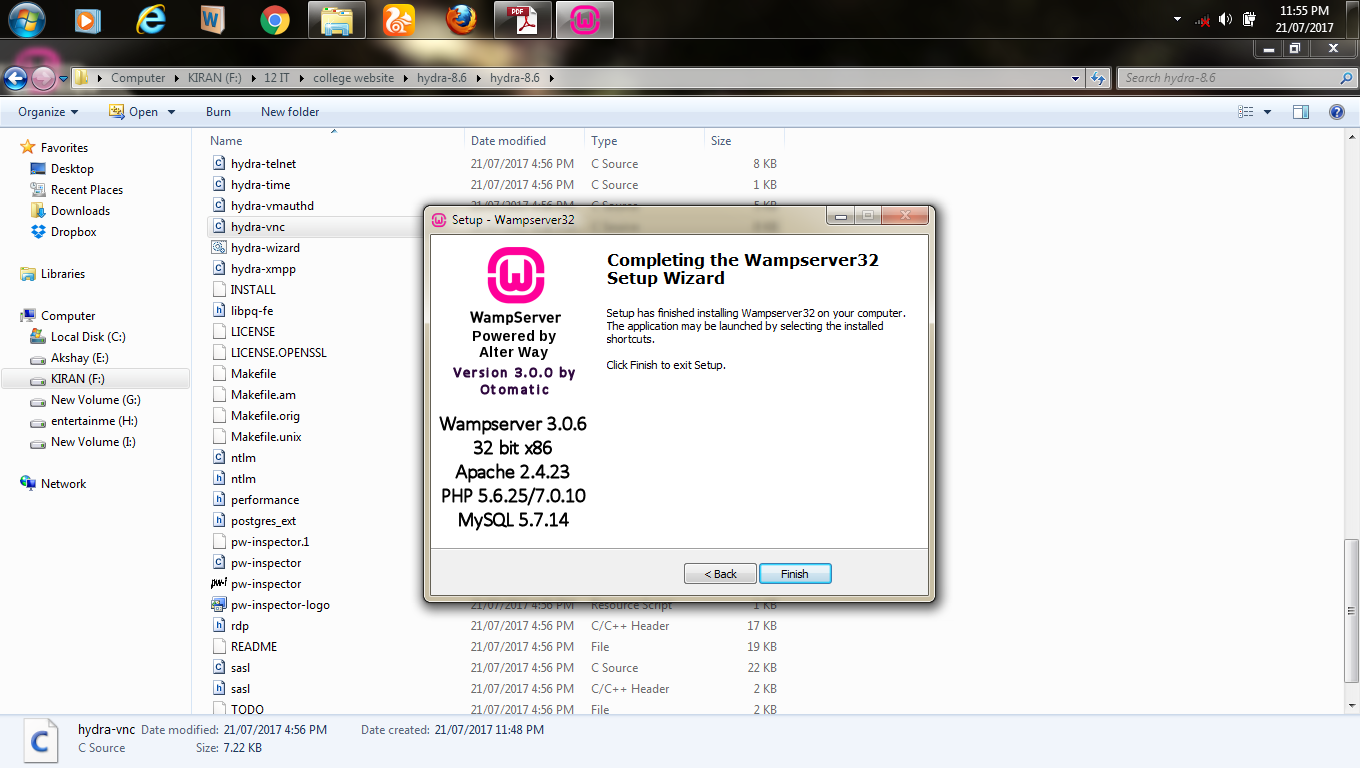 PDF
11:55 PM
21/07/2017
Computer KIRAN (F:) 12 IT college website hydra-8.6 hydra-8.6
Search hydra-8.6
Organize Open Burn New folder
Favorites
Desktop
Recent Places
Downloads
Dropbox
Libraries
Computer
Local Disk (C:)
Akshay (E:)
KIRAN (F:)
New Volume (G:)
entertainme (H:)
New Volume (I:)
Network
Name Date modified Type Size
hydra-telnet 21/07/2017 4:56 PM C Source 8 KB
hydra-time 21/07/2017 4:56 PM C Source 1 KB
hydra-vmauthd 21/07/2017 4:56 PM C Source 5 KB
hydra-vnc
hydra-wizard
hydra-xmpp
INSTALL
libpq-fe
LICENSE
LICENSE.OPENSSL
Makefile
Makefile.am
Makefile.orig
Makefile.unix
ntlm
ntlm
performance
postgres_ext
pw-inspector.1
pw-inspector
pw-inspector
pw-inspector-logo 21/07/2017 4:56 PM Resource Script 1 KB
rdp 21/07/2017 4:56 PM C/C++ Header 17 KB
README 21/07/2017 4:56 PM File 19 KB
sasl 21/07/2017 4:56 PM C Source 22 KB
sasl 21/07/2017 4:56 PM C/C++ Header 2 KB
TODO 21/07/2017 4:56 PM File 2 KB
Setup - Wampserver32
WampServer
Powered by
Alter Way
Version 3.0.0 by
Otomatic
Wampserver 3.0.6
32 bit x86
Apache 2.4.23
PHP 5.6.25/7.0.10
MySQL 5.7.14
Completing the Wampserver32
Setup Wizard
Setup has finished installing Wampserver32 on your computer.
The application may be launched by selecting the installed
shortcuts.
Click Finish to exit Setup.
< Back Finish
hydra-vnc Date modified: 21/07/2017 4:56 PM Date created: 21/07/2017 11:48 PM
C Source Size: 7.22 KB